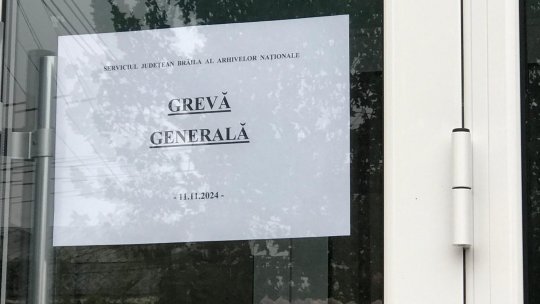 SERVICIUL JUDEȚEAN BRĂILA AL ARHIVELOR NAȚIONALE
GREVĂ
GENERALĂ
- 11.11.2024 -